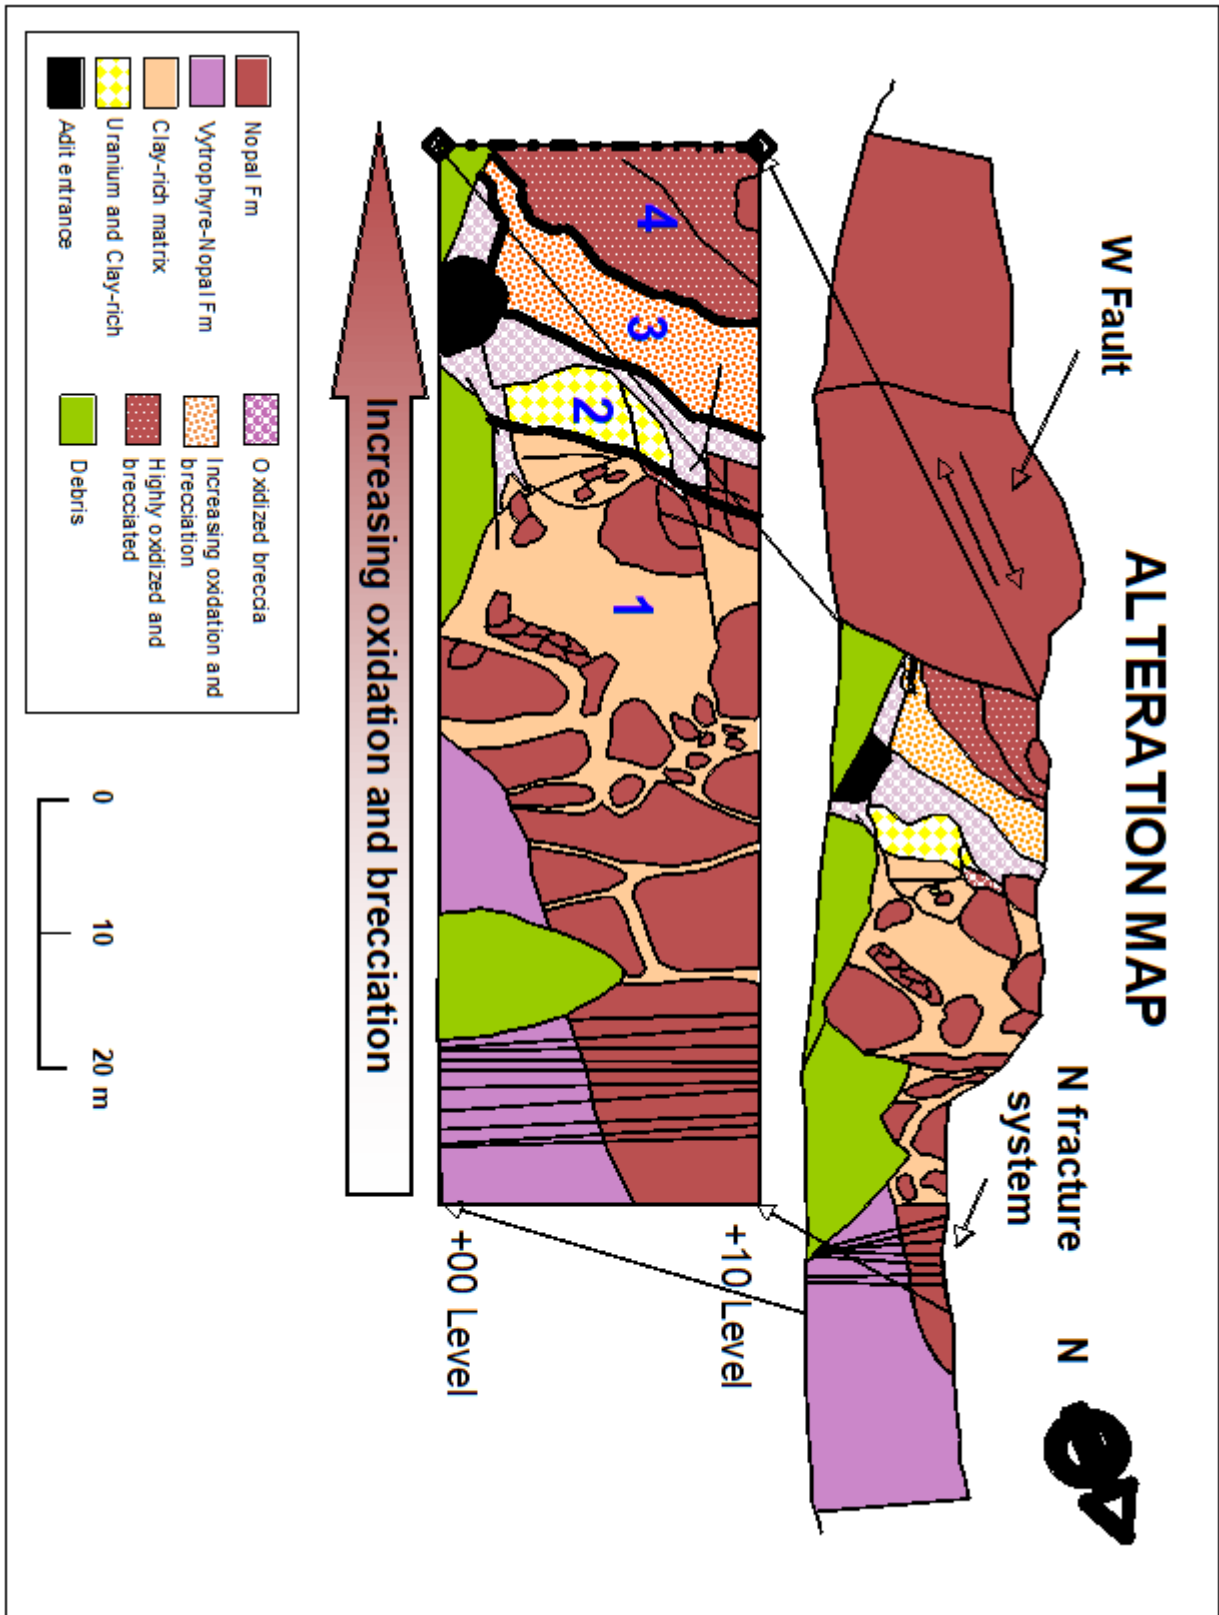 ALTERATION MAP
W Fault
N fracture
system
N
+10 Level
+00 Level
4
3
2
1
Increasing oxidation and brecciation
0
10
20 m
Nopal Fm
Vytrophyre-Nopal Fm
Clay-rich matrix
Uranium and Clay-rich
Adit entrance
Oxidized breccia
Increasing oxidation and
brecciation
Highly oxidized and
brecciated
Debris